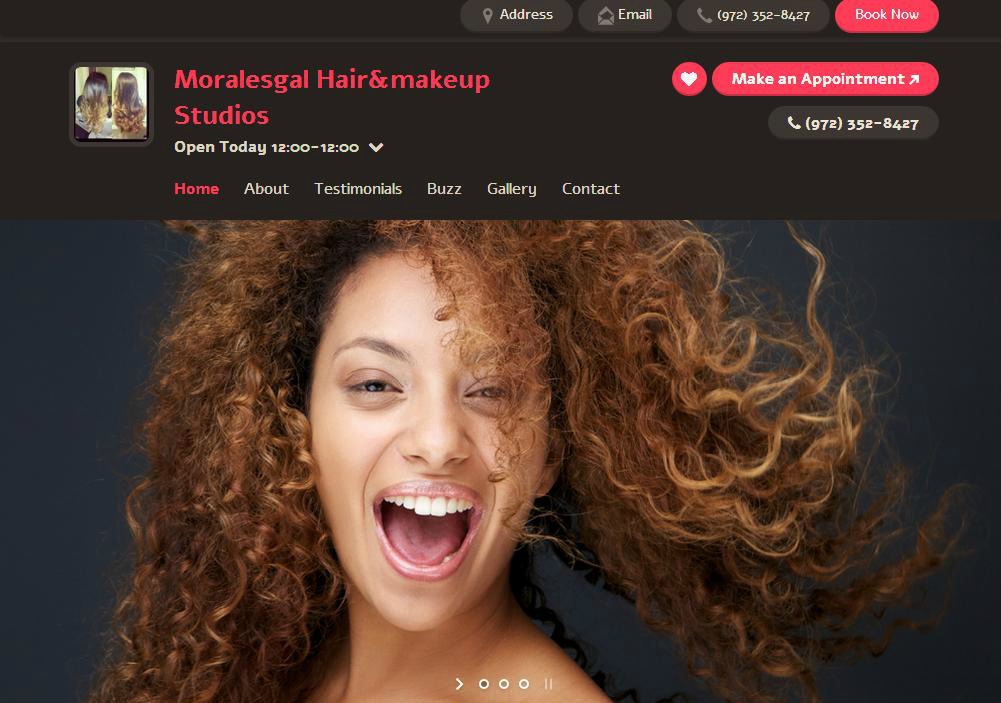 Address Email (972) 352-8427 Book Now
Moralesgal Hair&makeup
Studios
Make an Appointment
(972) 352-8427
Open Today 12:00-12:00
Home About Testimonials Buzz Gallery Contact